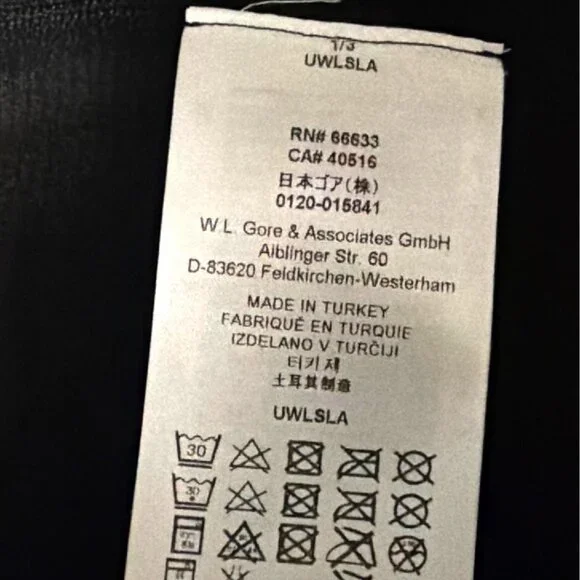 1/3
UWLSLA
RN# 66633
CA# 40516
日本ゴア(株)
0120-015841
W.L. Gore & Associates GmbH
Aiblinger Str. 60
D-83620 Feldkirchen-Westerham
MADE IN TURKEY
FABRIQUÉ EN TURQUIE
IZDELANO V TURČIJI
터키 제
土耳其制造
UWLSLA
30
30